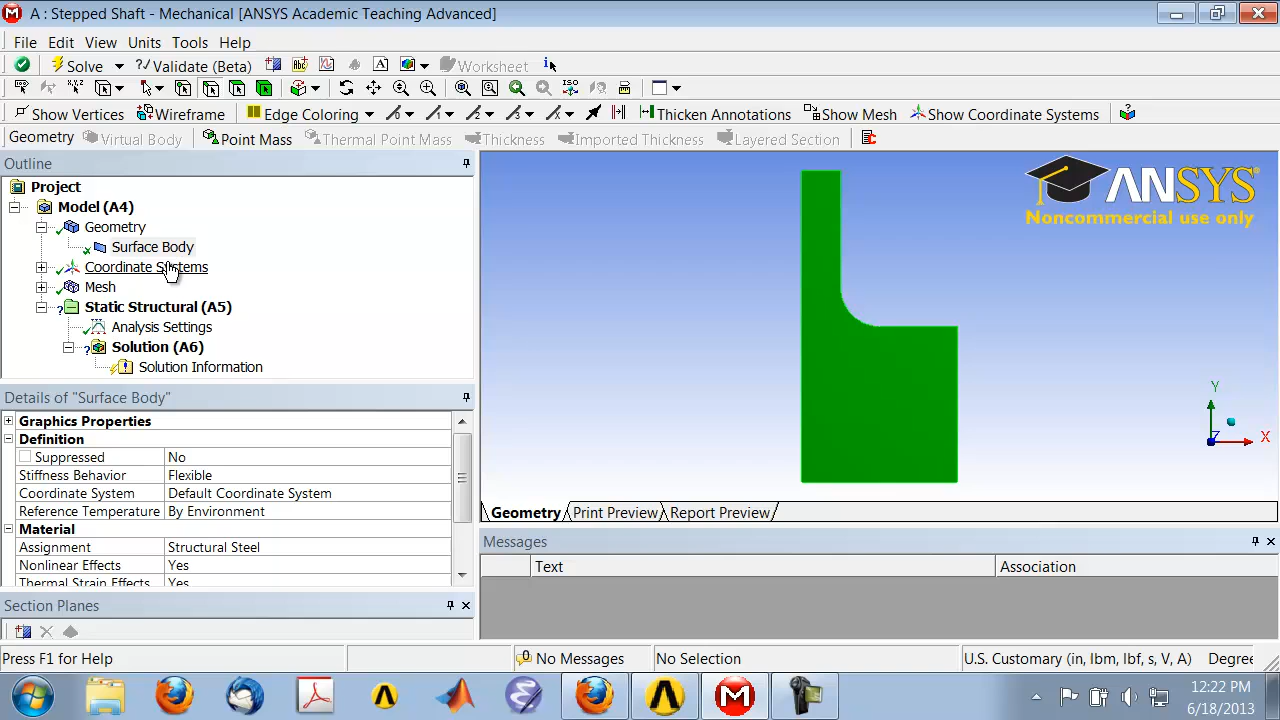 A : Stepped Shaft - Mechanical [ANSYS Academic Teaching Advanced]
File Edit View Units Tools Help
Solve Validate (Beta) Worksheet
Show Vertices Wireframe Edge Coloring Thicken Annotations Show Mesh Show Coordinate Systems
Geometry Virtual Body Point Mass Thermal Point Mass Thickness Imported Thickness Layered Section
Outline
Project
Model (A4)
Geometry
Surface Body
Coordinate Systems
Mesh
Static Structural (A5)
Analysis Settings
Solution (A6)
Solution Information
Details of "Surface Body"
Graphics Properties
Definition
Suppressed No
Stiffness Behavior Flexible
Coordinate System Default Coordinate System
Reference Temperature By Environment
Material
Assignment Structural Steel
Nonlinear Effects Yes
Thermal Strain Effects Yes
Section Planes
ANSYS
Noncommercial use only
Y
Z X
Geometry Print Preview Report Preview
Messages
Text Association
Press F1 for Help No Messages No Selection U.S. Customary (in, lbm, lbf, s, V, A) Degree
12:22 PM
6/18/2013